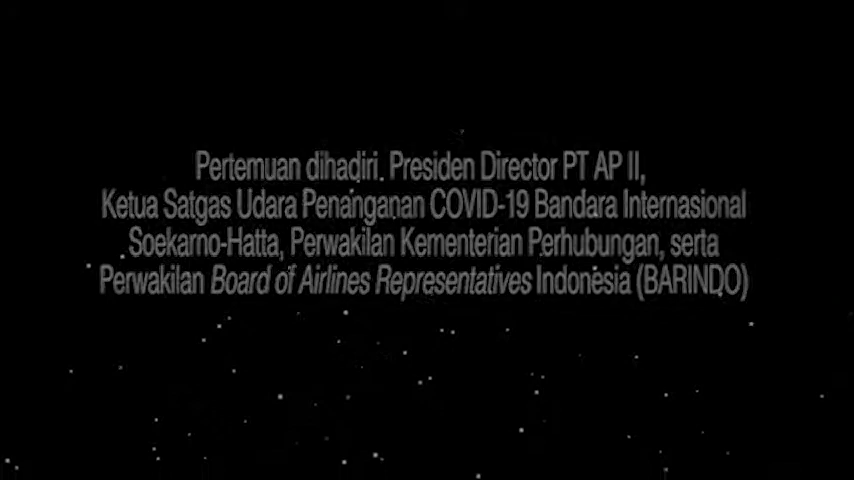 Pertemuan dihadiri. Presiden Director PT AP II,
Ketua Satgas Udara Penanganan COVID-19 Bandara Internasional
Soekarno-Hatta, Perwakilan Kementerian Perhubungan, serta
Perwakilan Board of Airlines Representatives Indonesia (BARINDO)